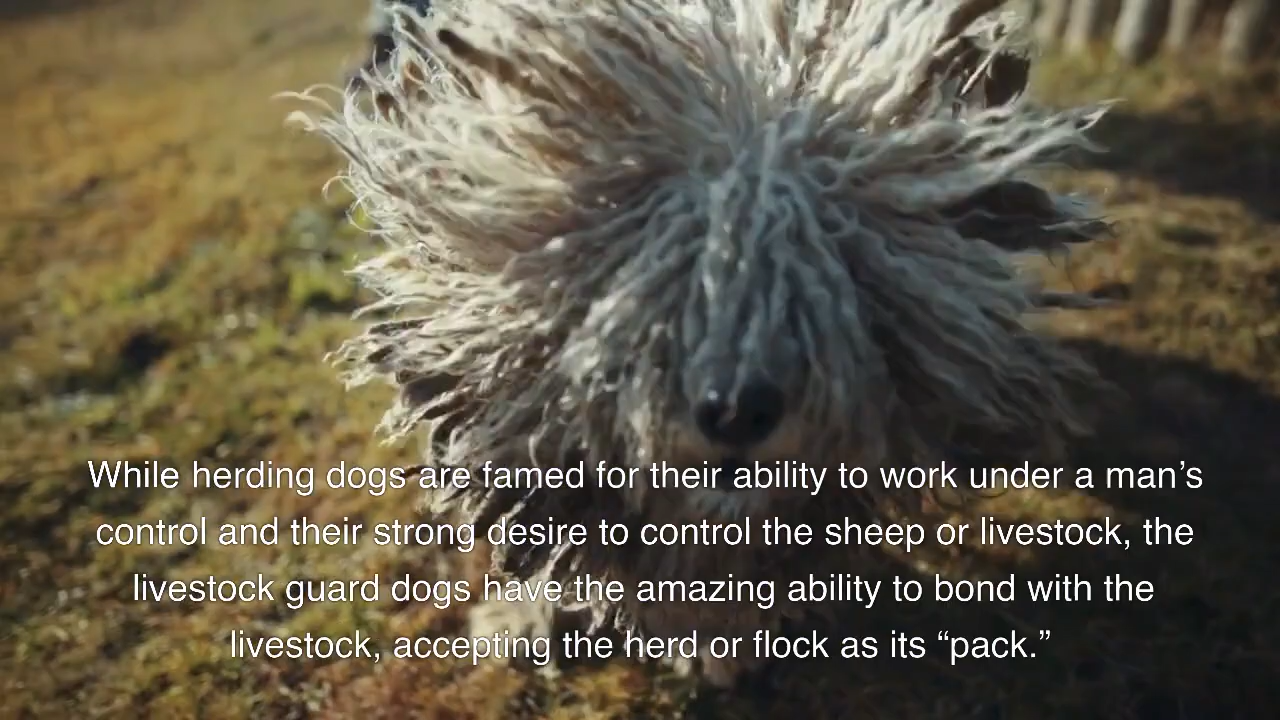 While herding dogs are famed for their ability to work under a man’s
control and their strong desire to control the sheep or livestock, the
livestock guard dogs have the amazing ability to bond with the
livestock, accepting the herd or flock as its “pack.”